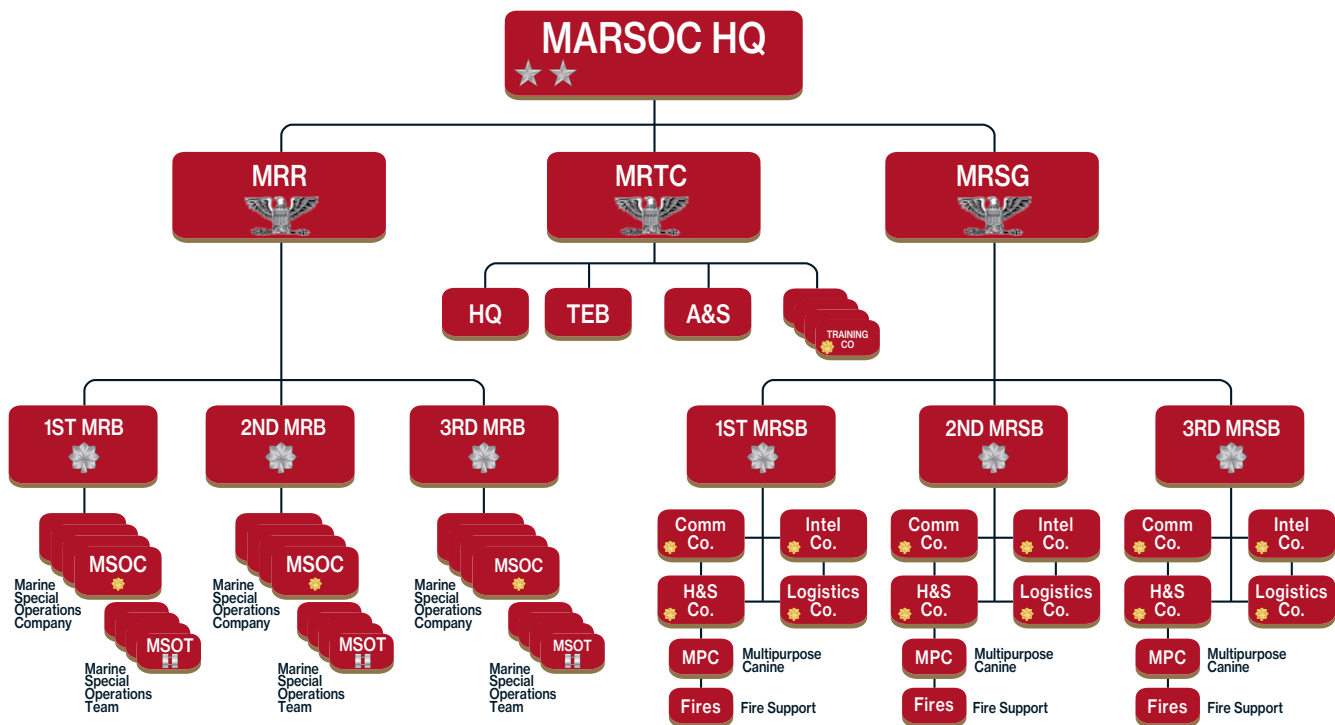 MARSOC HQ
MRR
MRTC
MRSG
HQ
TEB
A&S
TRAINING
CO
1ST MRB
2ND MRB
3RD MRB
1ST MRSB
2ND MRSB
3RD MRSB
MSOC
Marine
Special
Operations
Company
MSOT
Marine
Special
Operations
Team
MSOC
Marine
Special
Operations
Company
MSOT
Marine
Special
Operations
Team
MSOC
Marine
Special
Operations
Company
MSOT
Marine
Special
Operations
Team
Comm
Co.
Intel
Co.
H&S
Co.
Logistics
Co.
MPC
Multipurpose
Canine
Fires
Fire Support
Comm
Co.
Intel
Co.
H&S
Co.
Logistics
Co.
MPC
Multipurpose
Canine
Fires
Fire Support
Comm
Co.
Intel
Co.
H&S
Co.
Logistics
Co.
MPC
Multipurpose
Canine
Fires
Fire Support